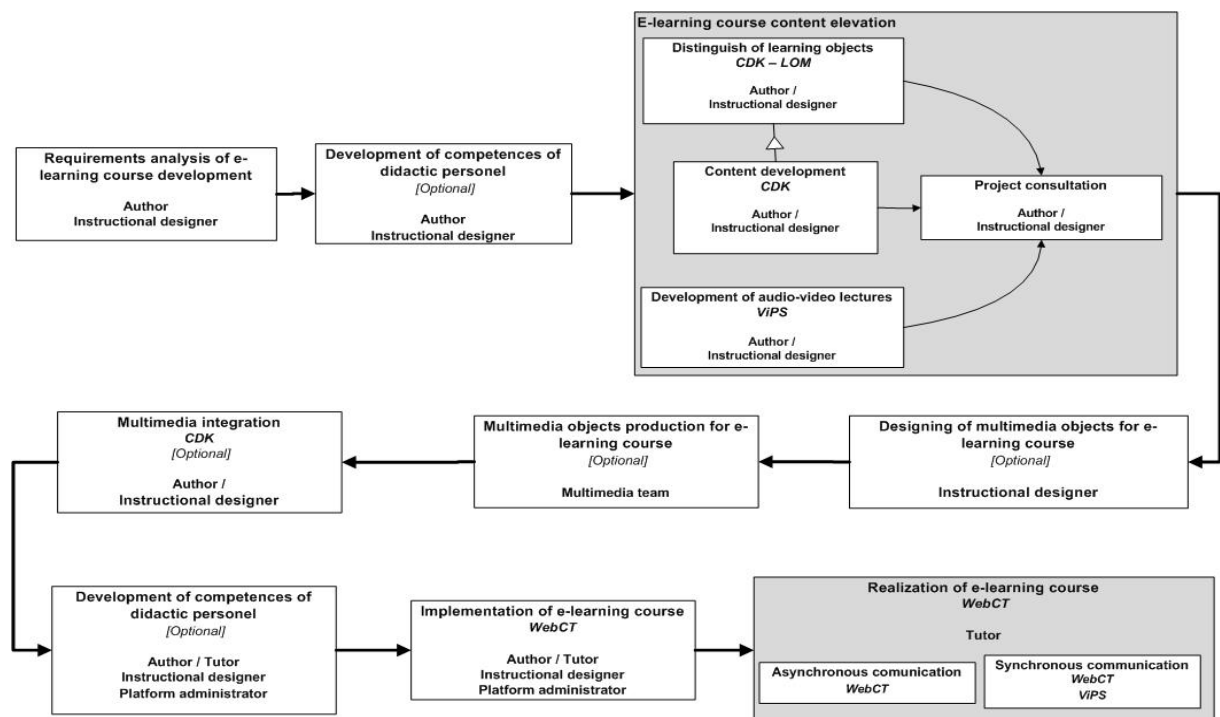 E-learning course content elevation
Distinguish of learning objects
CDK – LOM
Author /
Instructional designer
Requirements analysis of e-
learning course development
Author
Instructional designer
Development of competences of
didactic personel
[Optional]
Author
Instructional designer
Content development
CDK
Author /
Instructional designer
Project consultation
Author /
Instructional designer
Development of audio-video lectures
ViPS
Author /
Instructional designer
Designing of multimedia objects for e-
learning course
[Optional]
Instructional designer
Multimedia objects production for e-
learning course
[Optional]
Multimedia team
Multimedia integration
CDK
[Optional]
Author /
Instructional designer
Development of competences of
didactic personel
[Optional]
Author / Tutor
Instructional designer
Platform administrator
Implementation of e-learning course
WebCT
Author / Tutor
Instructional designer
Platform administrator
Realization of e-learning course
WebCT
Tutor
Asynchronous comunication
WebCT
Synchronous communication
WebCT
ViPS